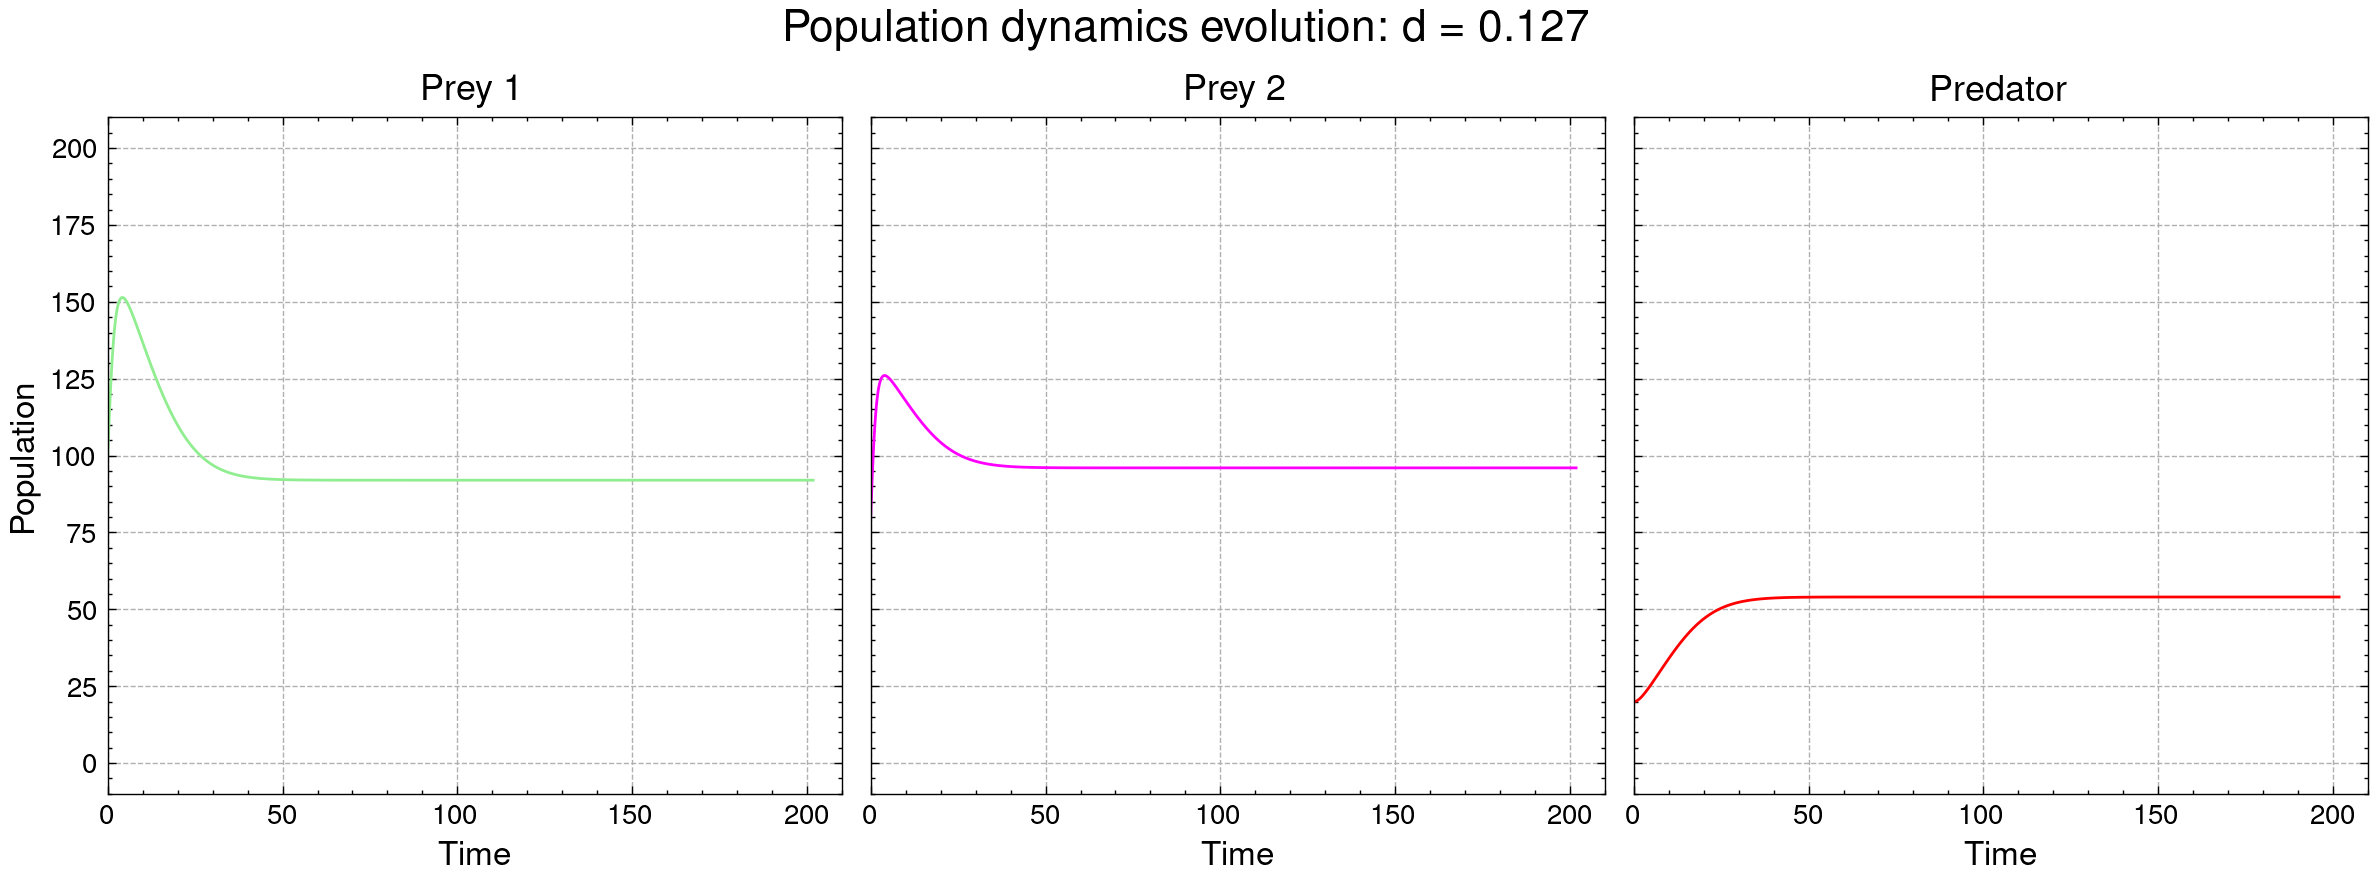 Population dynamics evolution: d = 0.127
Prey 1
Prey 2
Predator
Population
200
175
150
125
100
75
50
25
0
0 50 100 150 200
0 50 100 150 200
0 50 100 150 200
Time
Time
Time